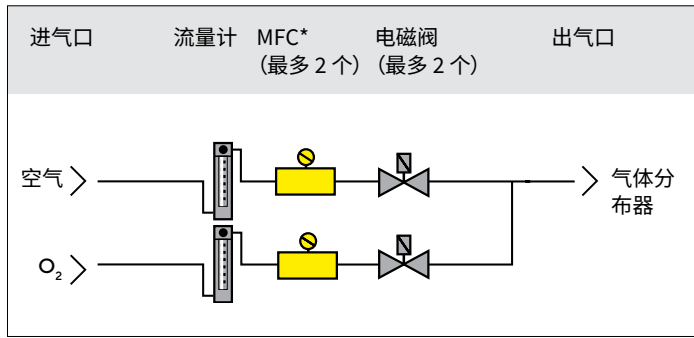 进气口 流量计 MFC* 电磁阀 出气口
(最多 2 个) (最多 2 个)
空气
气体分
布器
O₂